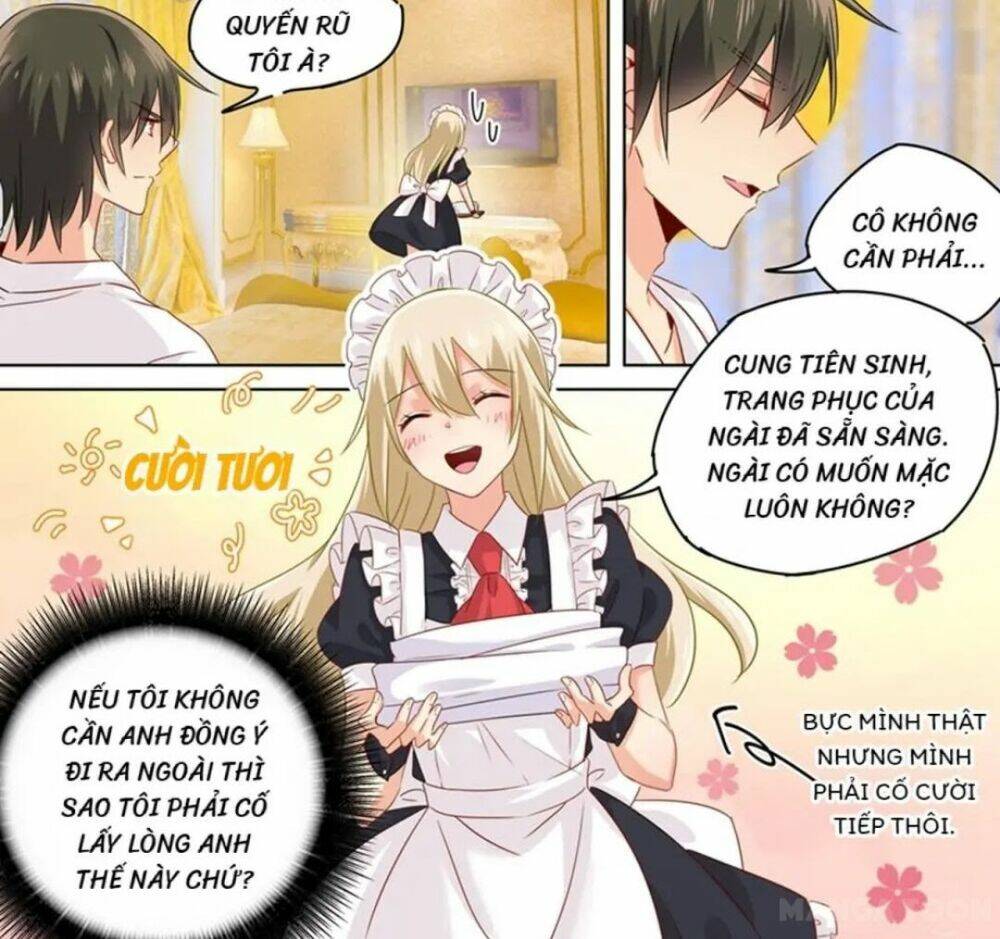 QUYẾN RŨ
TÔI À?
CÔ KHÔNG
CẦN PHẢI...
CUNG TIÊN SINH,
TRANG PHỤC CỦA
NGÀI ĐÃ SẴN SÀNG.
NGÀI CÓ MUỐN MẶC
LUÔN KHÔNG?
CƯỜI TƯƠI
NẾU TÔI KHÔNG
CẦN ANH ĐỒNG Ý
ĐI RA NGOÀI THÌ
SAO TÔI PHẢI CỐ
LẤY LÒNG ANH
THẾ NÀY CHỨ?
BỰC MÌNH THẬT
NHƯNG MÌNH
PHẢI CỐ CƯỜI
TIẾP THÔI.